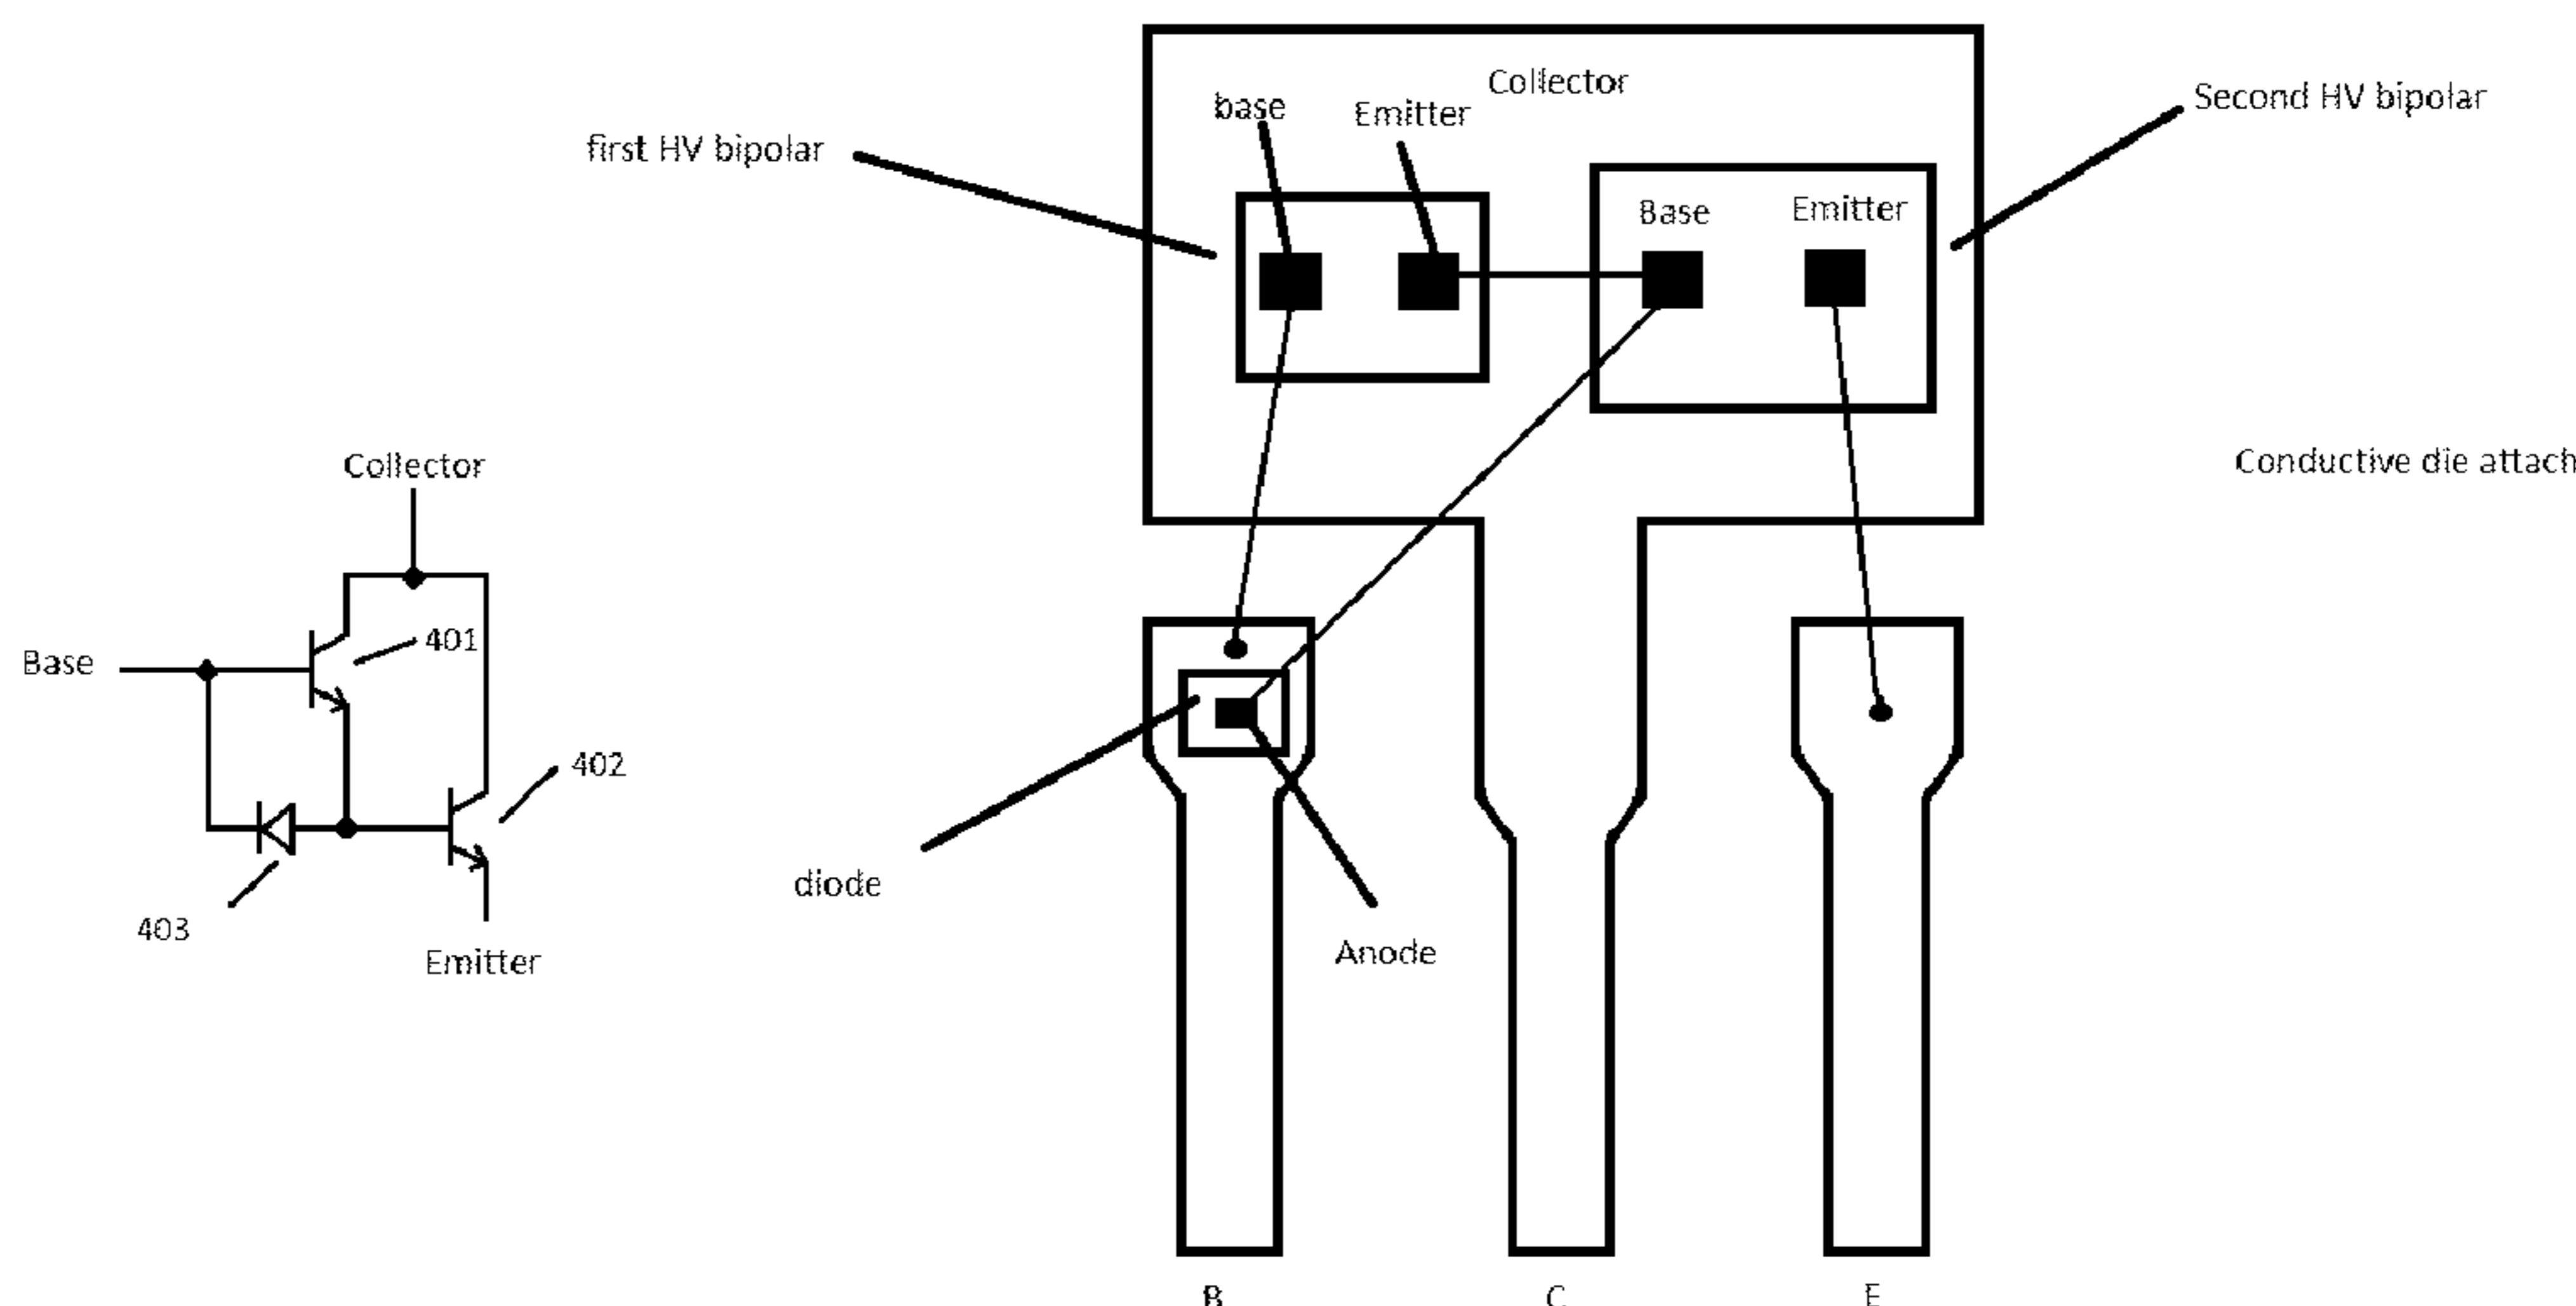 Collector
base
Emitter
Second HV bipolar
first HV bipolar
Base
Emitter
Collector
Conductive die attach
401
Base
402
diode
403
Anode
Emitter
B
C
E